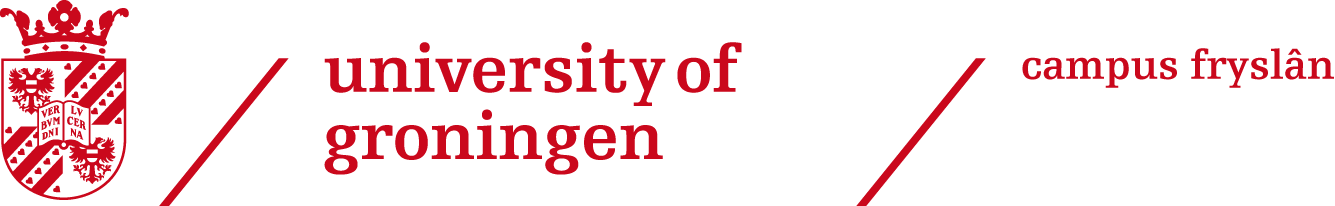 VER LV
BVM CER
DNI NA
university of
groningen
campus fryslân